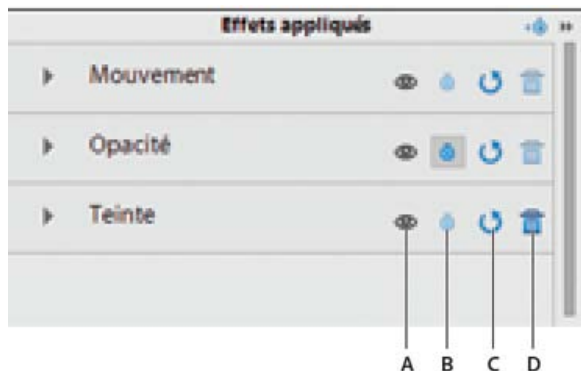 Effets appliqués
Mouvement
Opacité
Teinte
A B C D